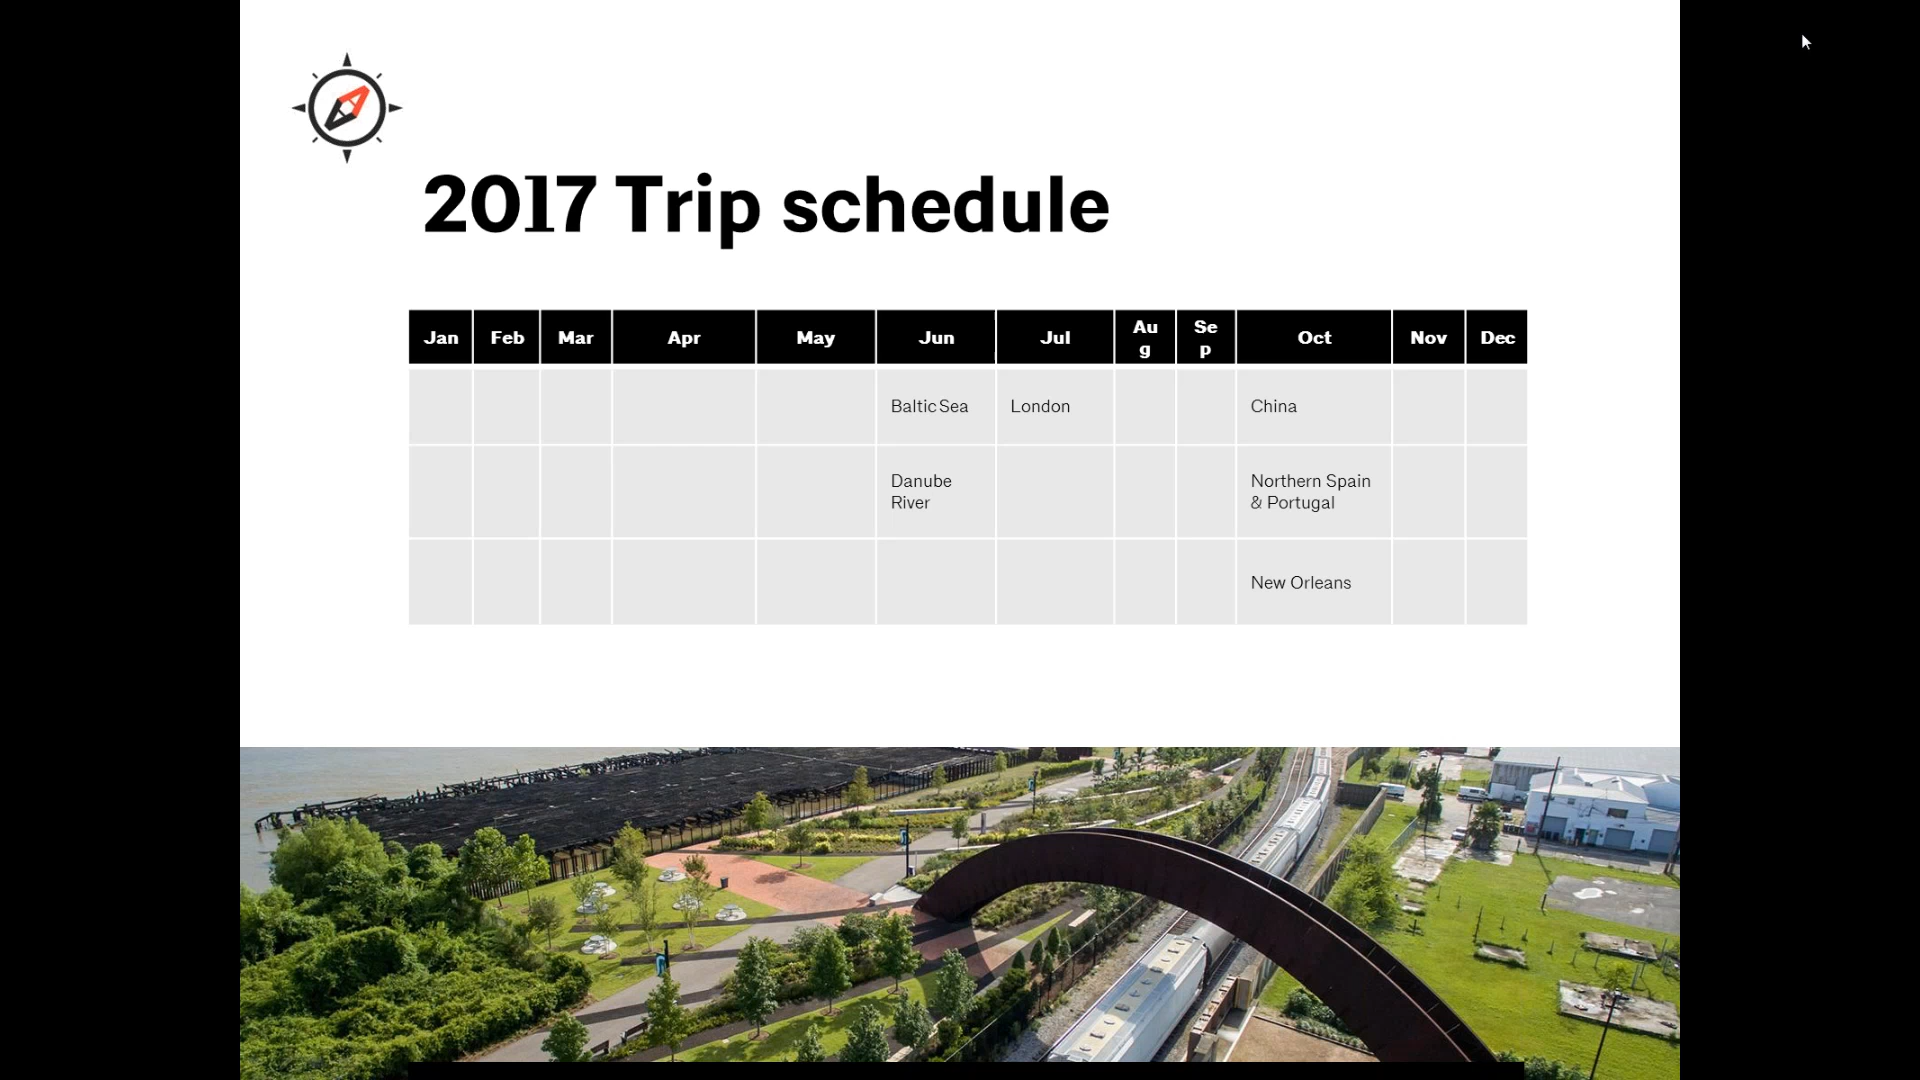 2017 Trip schedule
Jan Feb Mar Apr May Jun Jul Au
g Se
p Oct Nov Dec
Baltic Sea London China
Danube
River
Northern Spain
& Portugal
New Orleans